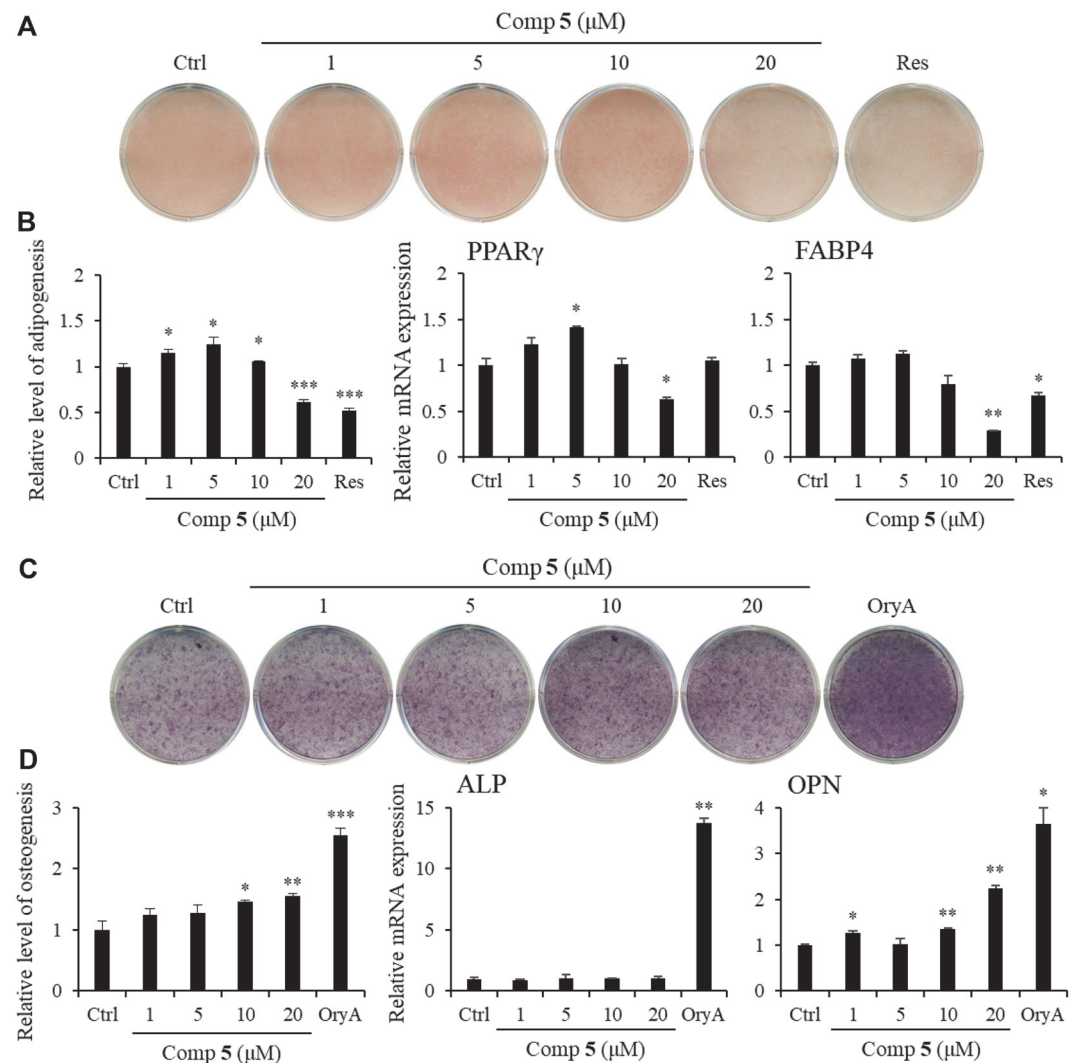 A
Comp 5 (μM)
Ctrl 1 5 10 20 Res
B
PPARγ FABP4
Relative level of adipogenesis
2
1.5
1
0.5
0
* * * *** ***
Ctrl 1 5 10 20 Res
Comp 5 (μM)
Relative mRNA expression
2
1.5
1
0.5
0
* *
Ctrl 1 5 10 20 Res
Comp 5 (μM)
2
1.5
1
0.5
0
** *
Ctrl 1 5 10 20 Res
Comp 5 (μM)
C
Comp 5 (μM)
Ctrl 1 5 10 20 OryA
D
ALP OPN
Relative level of osteogenesis
3
2
1
0
* ** ***
Ctrl 1 5 10 20 OryA
Comp 5 (μM)
Relative mRNA expression
15
10
5
0
**
Ctrl 1 5 10 20 OryA
Comp 5 (μM)
4
3
2
1
0
* ** ** *
Ctrl 1 5 10 20 OryA
Comp 5 (μM)